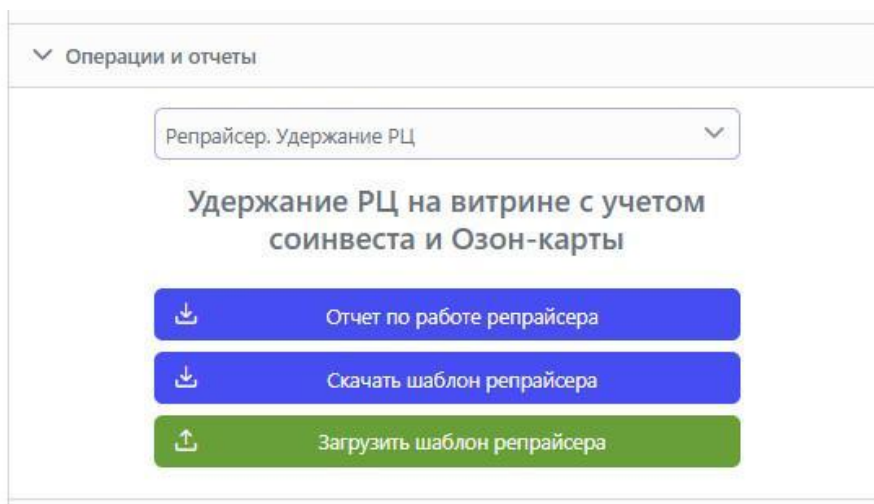 Операции и отчеты
Репрайсер. Удержание РЦ
Удержание РЦ на витрине с учетом
соинвеста и Озон-карты
Отчет по работе репрайсера
Скачать шаблон репрайсера
Загрузить шаблон репрайсера